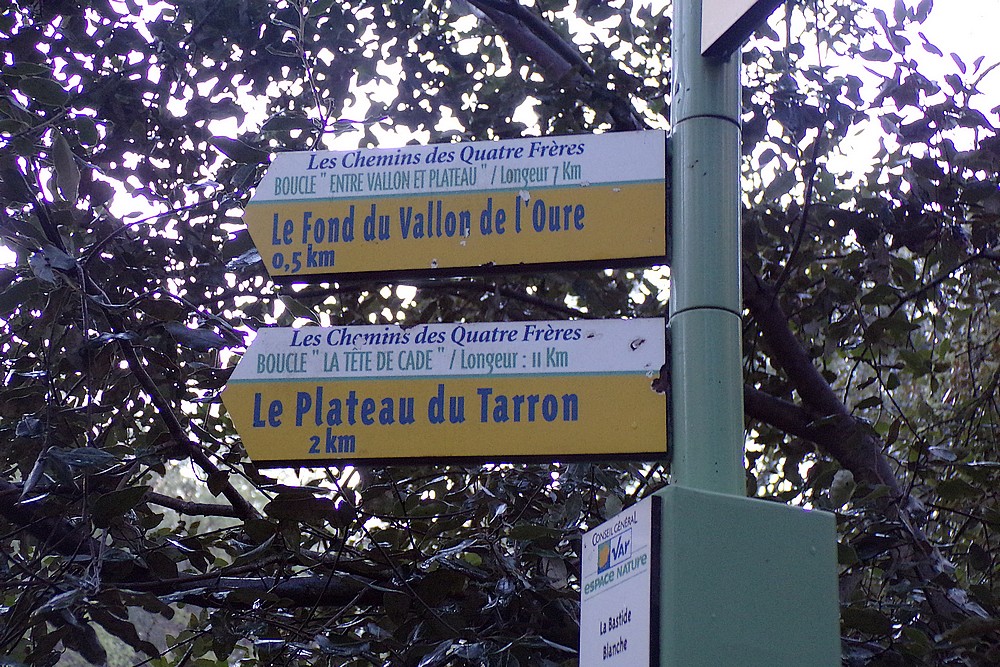 Les Chemins des Quatre Frères
BOUCLE " ENTRE VALLON ET PLATEAU " / Longeur 7 Km
Le Fond du Vallon de l'Oure
0,5 km
Les Chemins des Quatre Frères
BOUCLE " LA TÊTE DE CADE " / Longeur : 11 Km
Le Plateau du Tarron
2 km
CONSEIL GÉNÉRAL
VAR
ESPACE NATURE
La Bastide
Blanche